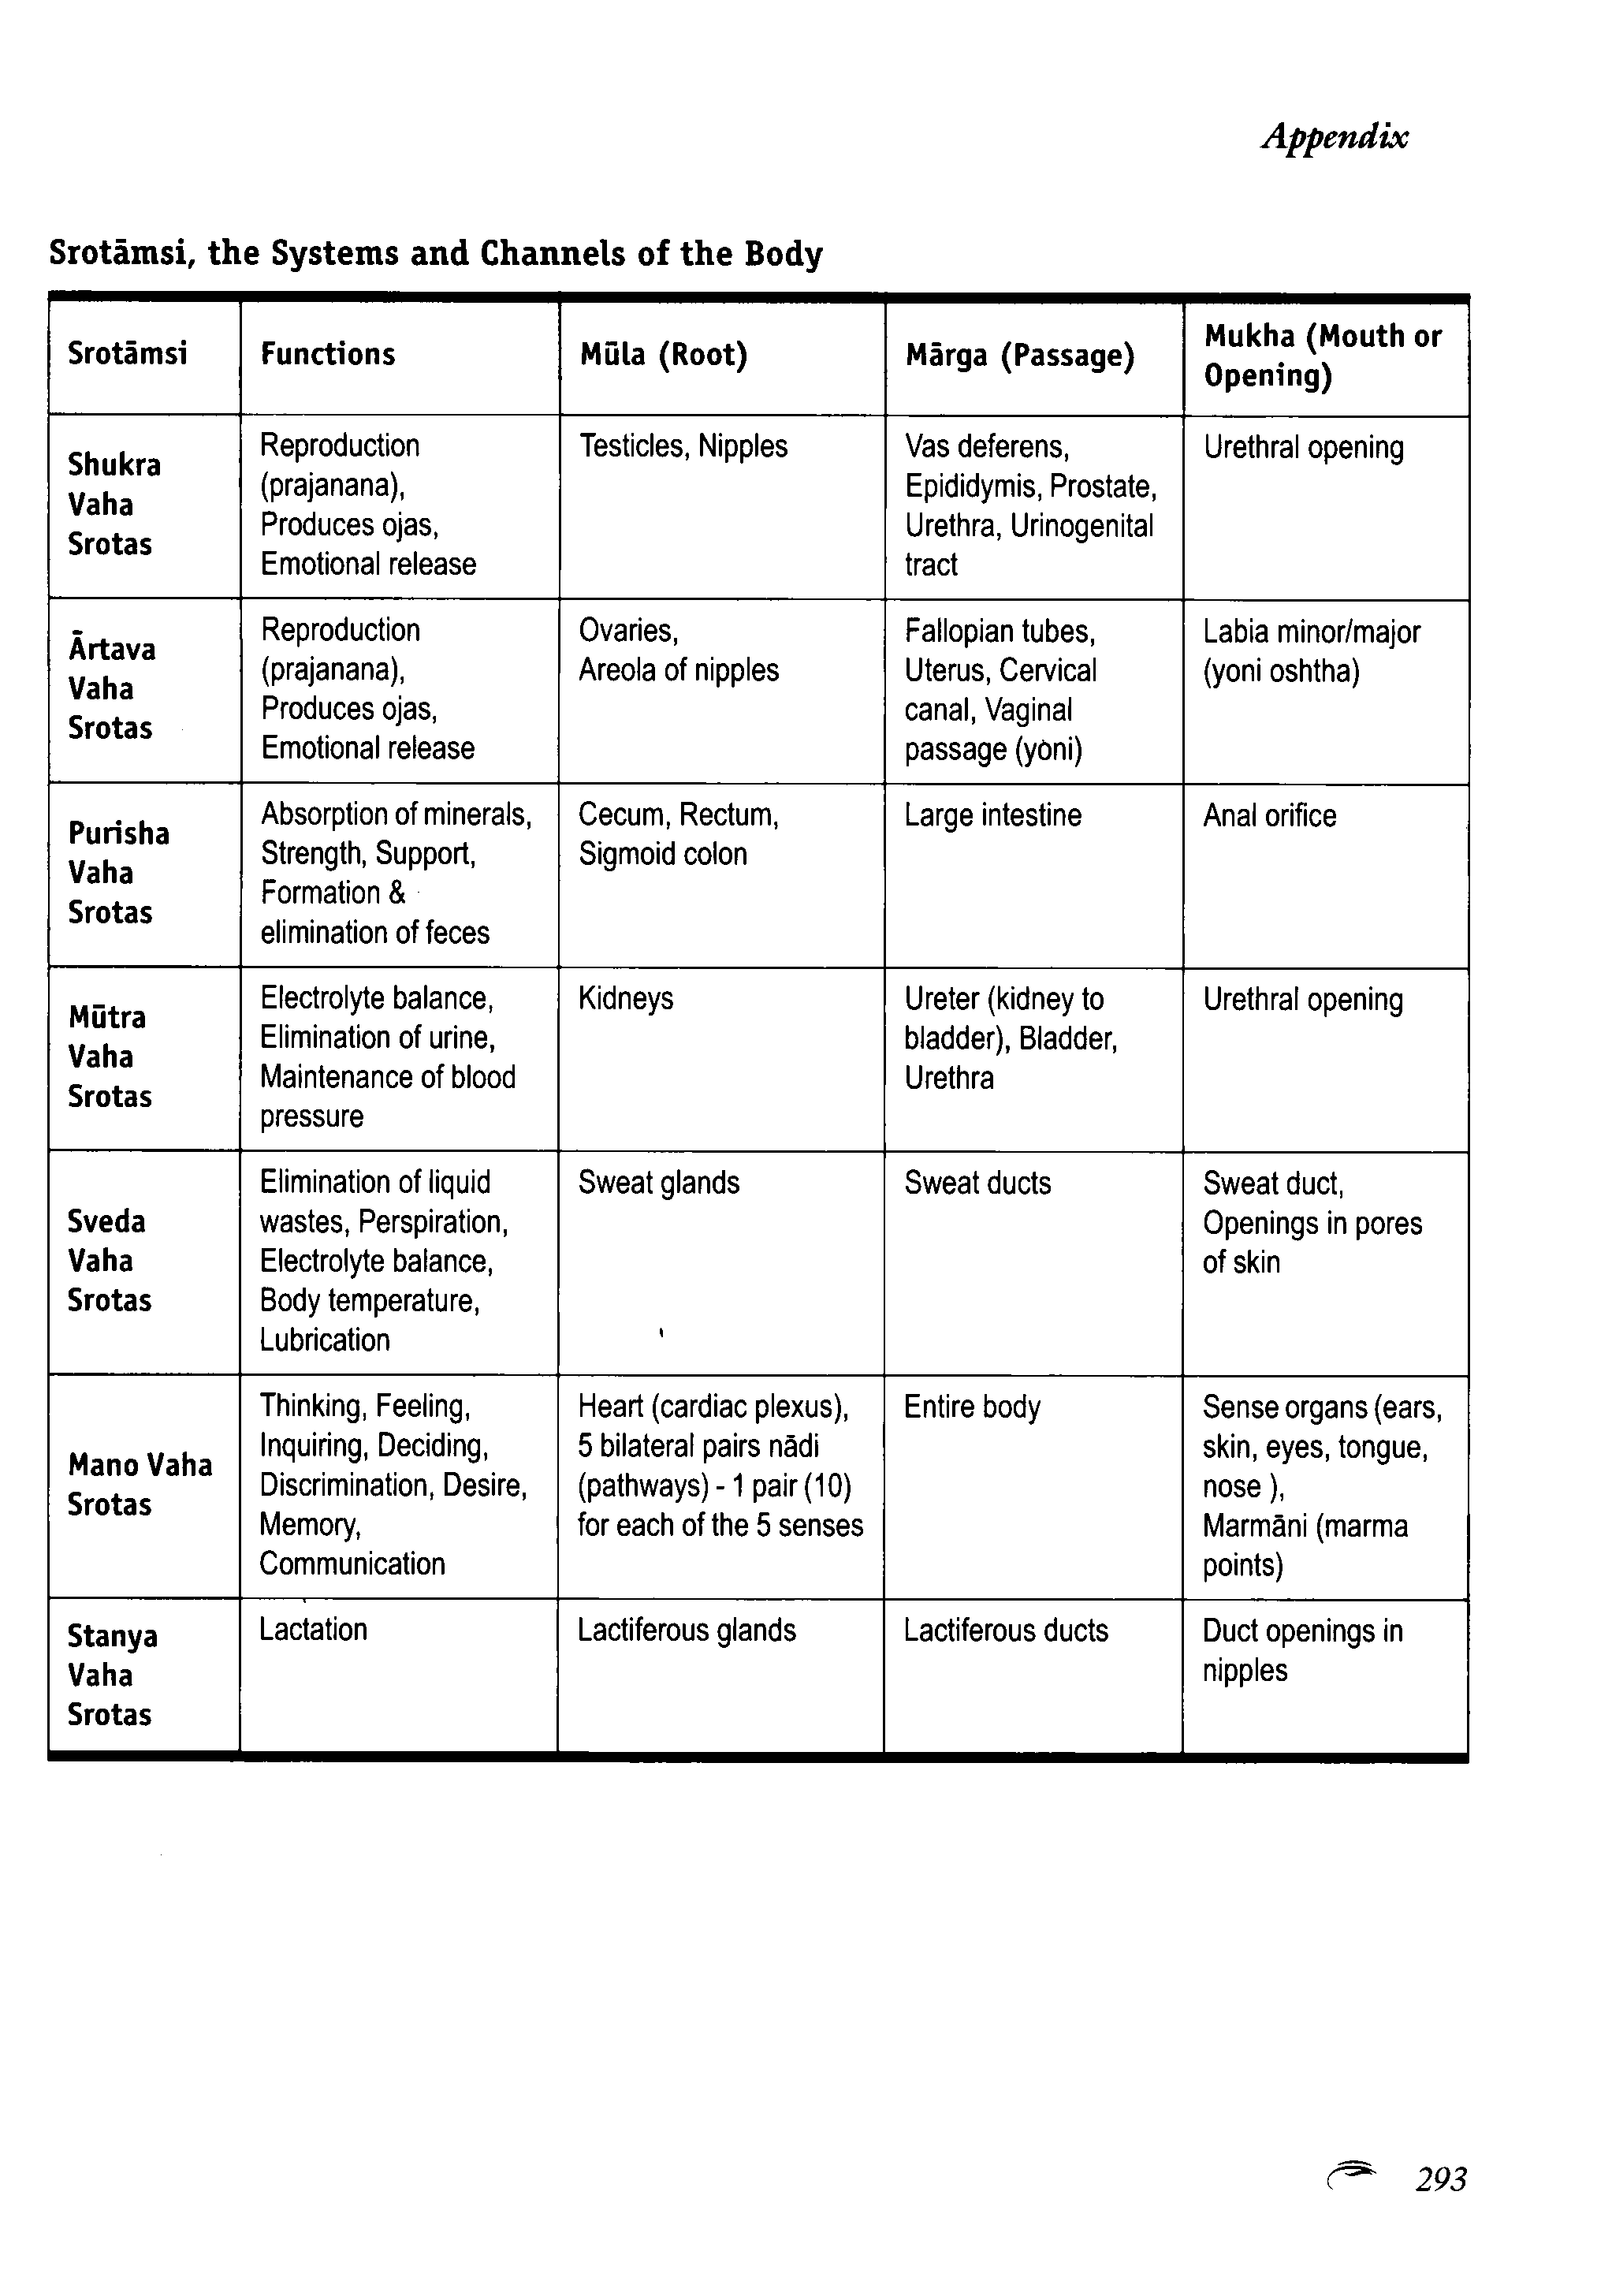 Appendix
Srotāmsi, the Systems and Channels of the Body
Srotāmsi
Functions
Mūla (Root)
Mārga (Passage)
Mukha (Mouth or
Opening)
Shukra
Vaha
Srotas
Reproduction
(prajanana),
Produces ojas,
Emotional release
Testicles, Nipples
Vas deferens,
Epididymis, Prostate,
Urethra, Urinogenital
tract
Urethral opening
Ārtava
Vaha
Srotas
Reproduction
(prajanana),
Produces ojas,
Emotional release
Ovaries,
Areola of nipples
Fallopian tubes,
Uterus, Cervical
canal, Vaginal
passage (yoni)
Labia minor/major
(yoni oshtha)
Purisha
Vaha
Srotas
Absorption of minerals,
Strength, Support,
Formation &
elimination of feces
Cecum, Rectum,
Sigmoid colon
Large intestine
Anal orifice
Mūtra
Vaha
Srotas
Electrolyte balance,
Elimination of urine,
Maintenance of blood
pressure
Kidneys
Ureter (kidney to
bladder), Bladder,
Urethra
Urethral opening
Sveda
Vaha
Srotas
Elimination of liquid
wastes, Perspiration,
Electrolyte balance,
Body temperature,
Lubrication
Sweat glands
Sweat ducts
Sweat duct,
Openings in pores
of skin
Mano Vaha
Srotas
Thinking, Feeling,
Inquiring, Deciding,
Discrimination, Desire,
Memory,
Communication
Heart (cardiac plexus),
5 bilateral pairs nādi
(pathways) - 1 pair (10)
for each of the 5 senses
Entire body
Sense organs (ears,
skin, eyes, tongue,
nose ),
Marmāni (marma
points)
Stanya
Vaha
Srotas
Lactation
Lactiferous glands
Lactiferous ducts
Duct openings in
nipples
293